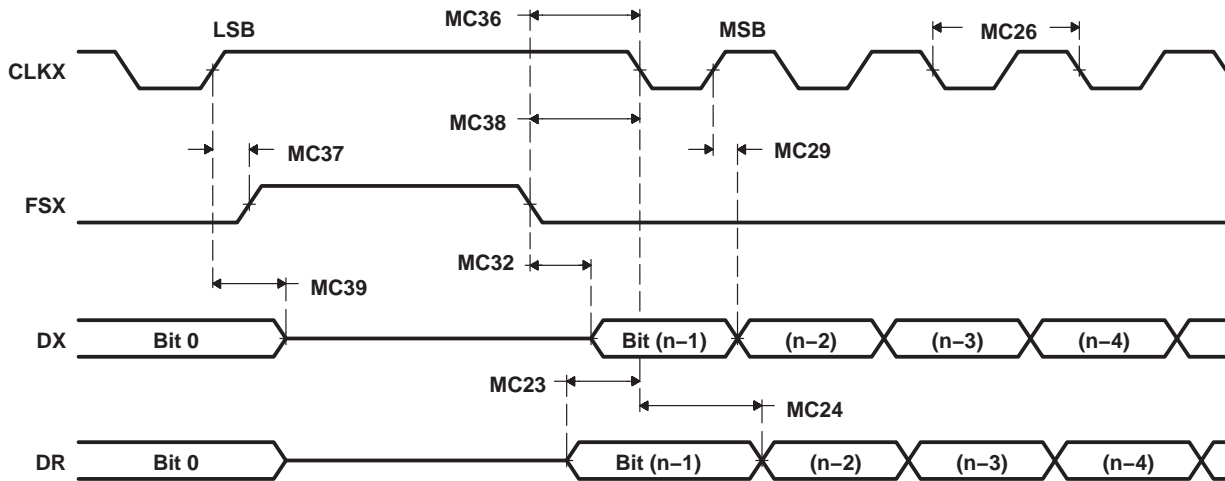 LSB
MC36
MSB
MC26
CLKX
MC38
MC37
MC29
FSX
MC32
MC39
DX
Bit 0
Bit (n–1)
(n–2)
(n–3)
(n–4)
MC23
MC24
DR
Bit 0
Bit (n–1)
(n–2)
(n–3)
(n–4)